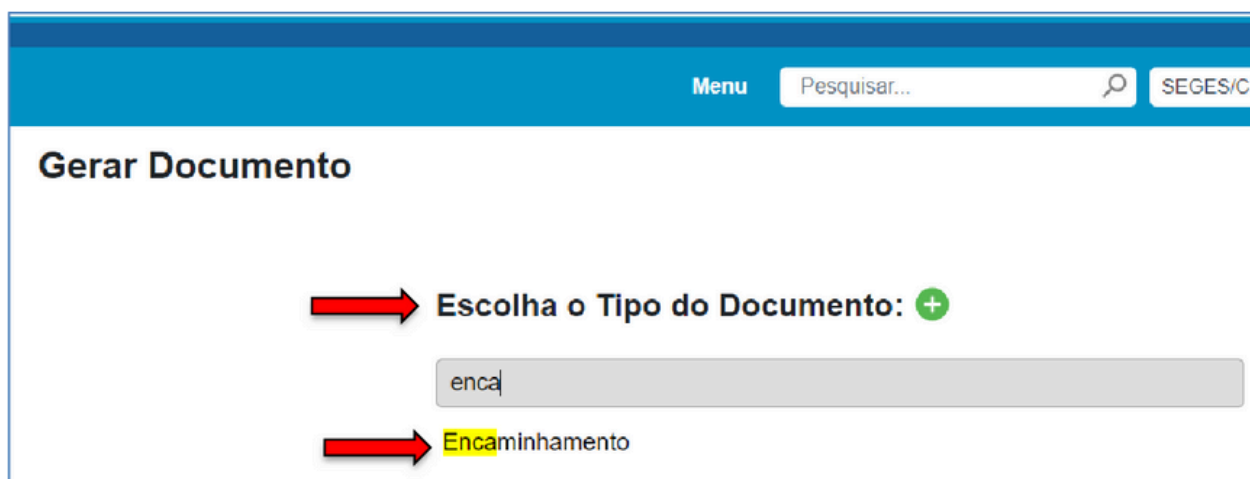 Menu Pesquisar... SEGES/C
Gerar Documento
Escolha o Tipo do Documento:
enca
Encaminhamento